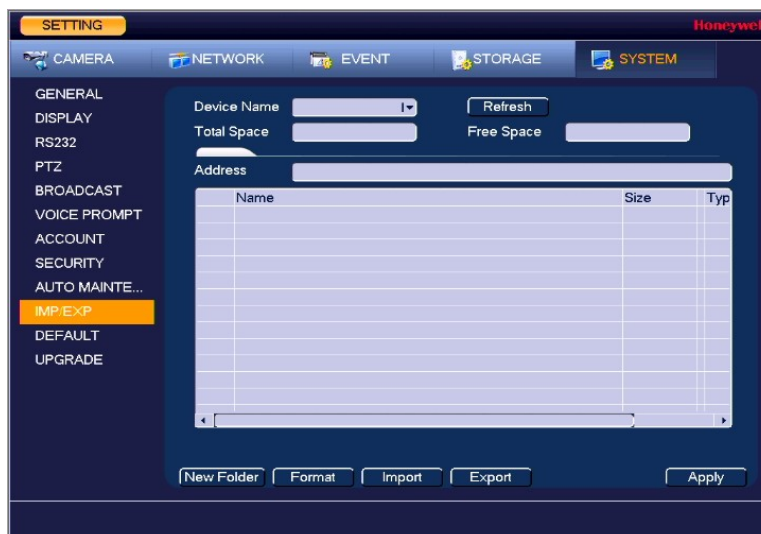 SETTING
Honeywel
CAMERA NETWORK EVENT STORAGE SYSTEM
GENERAL
DISPLAY
RS232
PTZ
BROADCAST
VOICE PROMPT
ACCOUNT
SECURITY
AUTO MAINTE...
IMP/EXP
DEFAULT
UPGRADE
Device Name Refresh
Total Space Free Space
Address
Name Size Typ
New Folder Format Import Export Apply